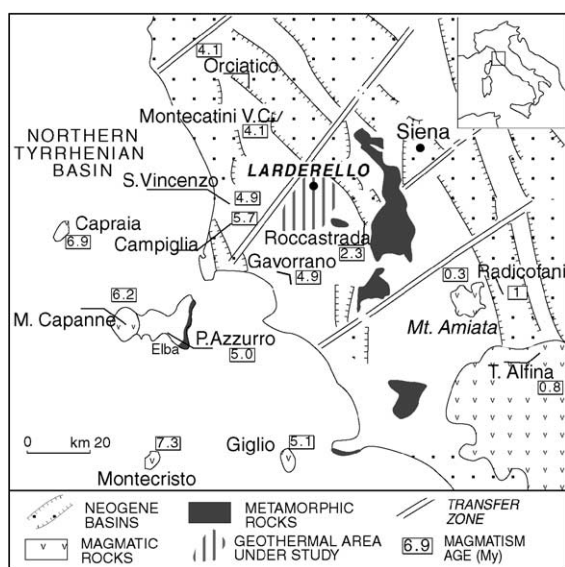 4.1
Orciatico
Montecatini V.C.
4.1
Siena
NORTHERN
TYRRHENIAN
BASIN
LARDERELLO
S.Vincenzo
4.9
5.7
Capraia
6.9
Campiglia
Roccastrada
2.3
Gavorrano
4.9
0.3
Radicofani
1
6.2
M. Capanne
Elba
P.Azzurro
5.0
Mt. Amiata
T. Alfina
0.8
0 km 20
7.3
Montecristo
Giglio
5.1
NEOGENE
BASINS
METAMORPHIC
ROCKS
TRANSFER
ZONE
MAGMATIC
ROCKS
GEOTHERMAL AREA
UNDER STUDY
6.9
MAGMATISM
AGE (My)